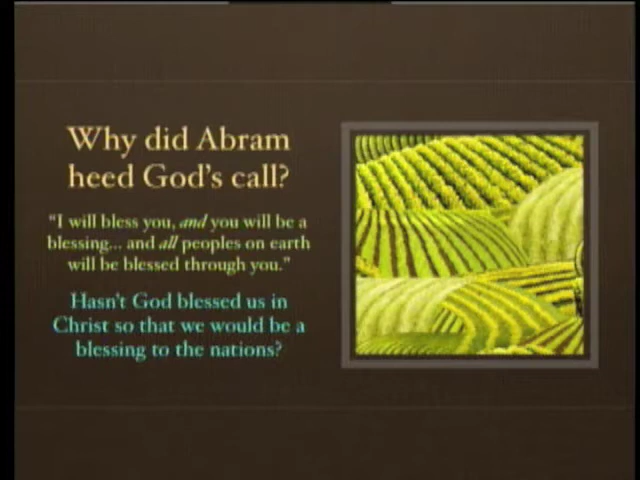 Why did Abram
heed God's call?
"I will bless you, and you will be a
blessing... and all peoples on earth
will be blessed through you."
Hasn't God blessed us in
Christ so that we would be a
blessing to the nations?